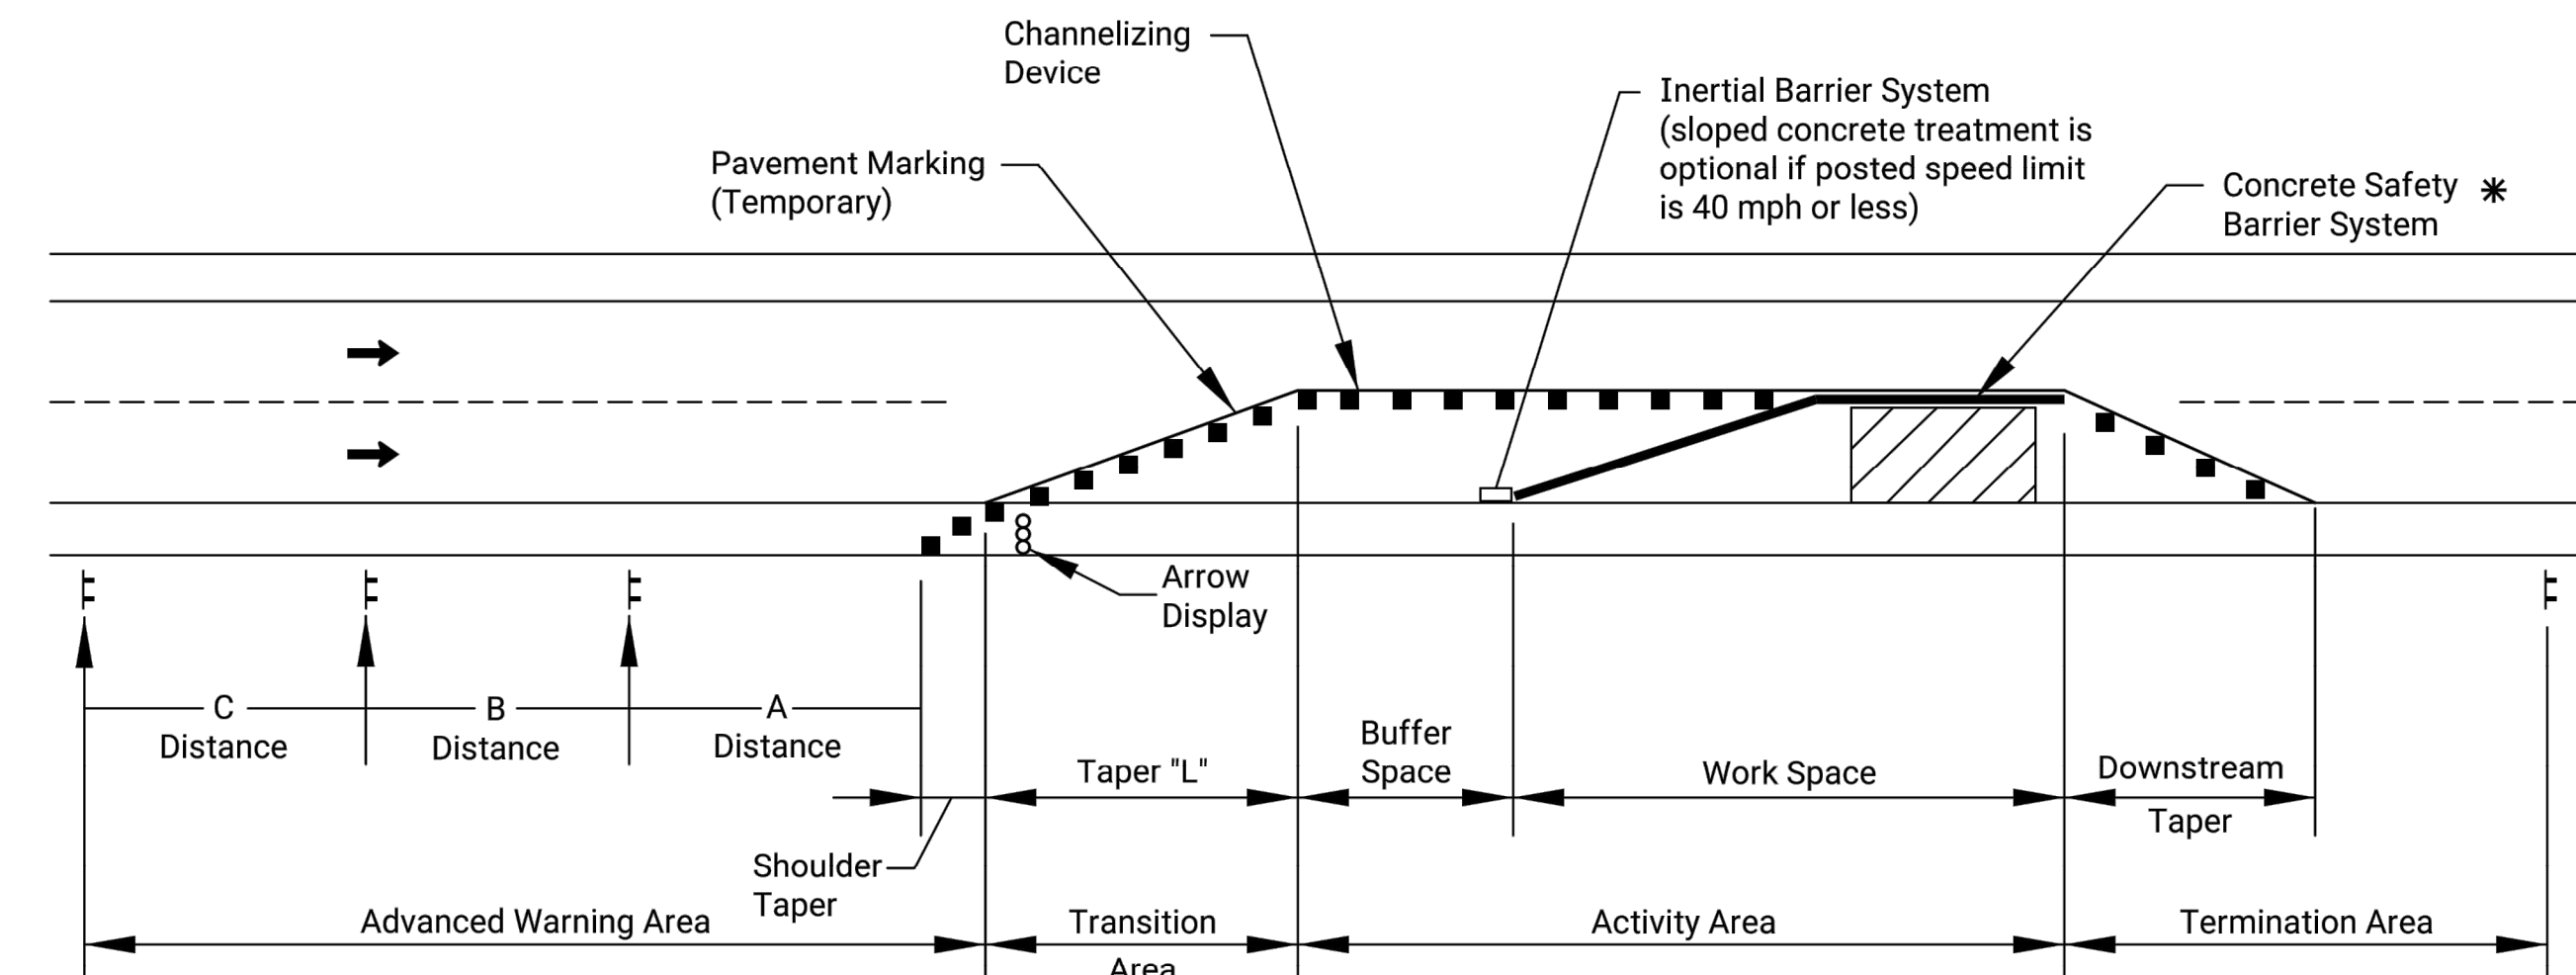 Channelizing
Device
Inertial Barrier System
(sloped concrete treatment is
optional if posted speed limit
is 40 mph or less)
Pavement Marking
(Temporary)
Concrete Safety *
Barrier System
Arrow
Display
C
Distance
B
Distance
A
Distance
Buffer
Space
Taper "L"
Work Space
Downstream
Taper
Shoulder
Taper
Advanced Warning Area
Transition
Area
Activity Area
Termination Area